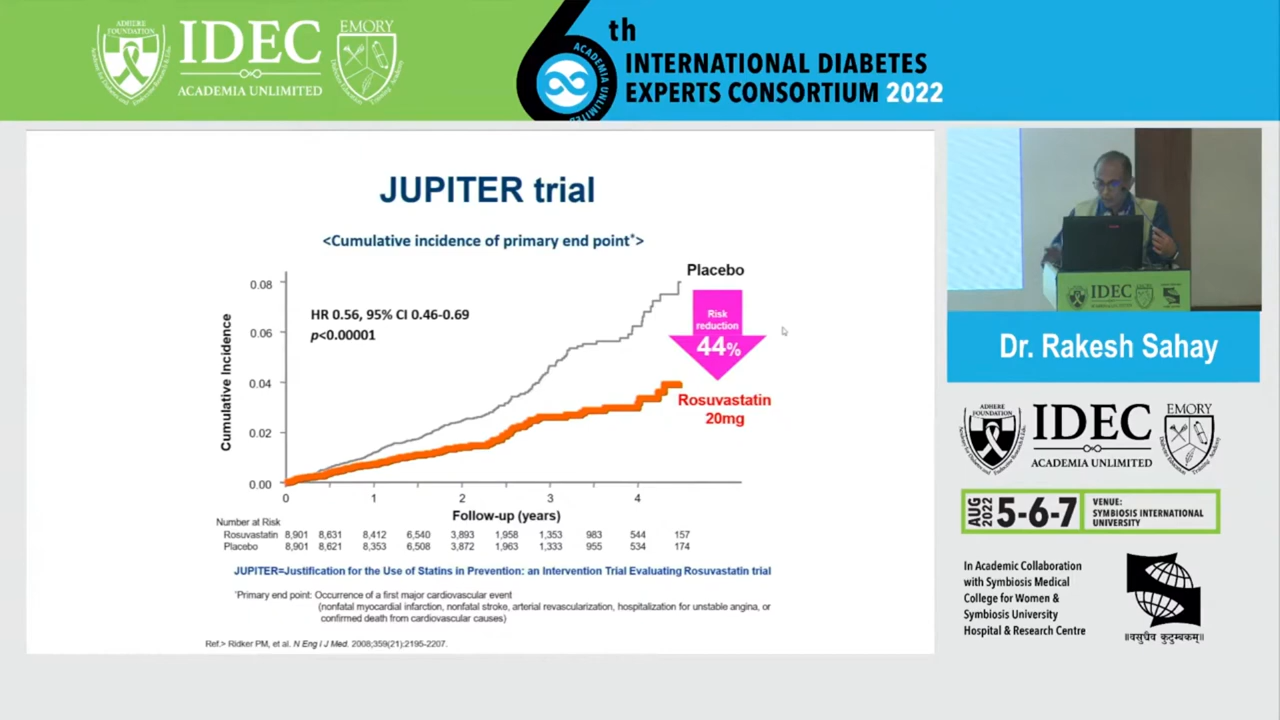 ADHERE
FOUNDATION
IDEC
ACADEMIA UNLIMITED
EMORY
6th
ACADEMIA UNLIMITED
INTERNATIONAL DIABETES
EXPERTS CONSORTIUM 2022
JUPITER trial
<Cumulative incidence of primary end point*>
Placebo
0.08
0.06
0.04
0.02
0.00
Cumulative Incidence
HR 0.56, 95% CI 0.46-0.69
p<0.00001
Risk
reduction
44%
Rosuvastatin
20mg
0 1 2 3 4
Follow-up (years)
Number at Risk
Rosuvastatin 8,901 8,631 8,412 6,540 3,893 1,958 1,353 983 544 157
Placebo 8,901 8,621 8,353 6,508 3,872 1,963 1,333 955 534 174
JUPITER=Justification for the Use of Statins in Prevention: an Intervention Trial Evaluating Rosuvastatin trial
*Primary end point: Occurrence of a first major cardiovascular event
(nonfatal myocardial infarction, nonfatal stroke, arterial revascularization, hospitalization for unstable angina, or
confirmed death from cardiovascular causes)
Ref.> Ridker PM, et al. N Eng l J Med. 2008;359(21):2195-2207.
IDEC
Dr. Rakesh Sahay
ADHERE
FOUNDATION
IDEC
ACADEMIA UNLIMITED
EMORY
AUG
2022
5-6-7
VENUE:
SYMBIOSIS INTERNATIONAL
UNIVERSITY
In Academic Collaboration
with Symbiosis Medical
College for Women &
Symbiosis University
Hospital & Research Centre
॥वसुधैव कुटुम्बकम्॥